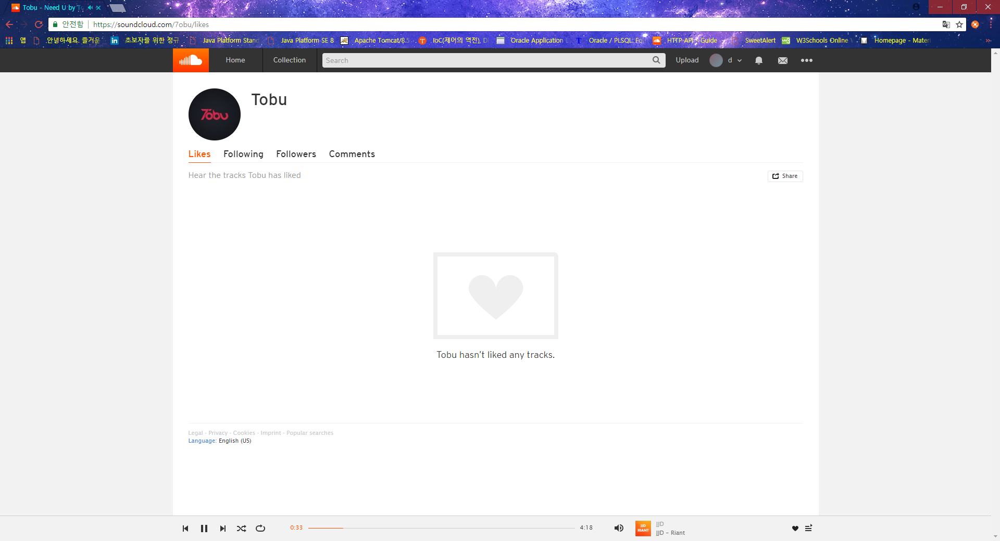 Tobu - Need U by
안전함 https://soundcloud.com/7obu/likes
앱 안녕하세요. 즐거운 초보자를 위한 정규 Java Platform Stand Java Platform SE 8 Apache Tomcat/8.5 IoC(제어의 역전), D Oracle Application Oracle / PLSQL: HTTP API - Guide SweetAlert W3Schools Online Homepage - Materi
Home Collection Search Upload d
7obu
Tobu
Likes Following Followers Comments
Hear the tracks Tobu has liked
Share
Tobu hasn’t liked any tracks.
Legal - Privacy - Cookies - Imprint - Popular searches
Language: English (US)
0:33 4:18
JJD RIANT
JJD
JJD - Riant